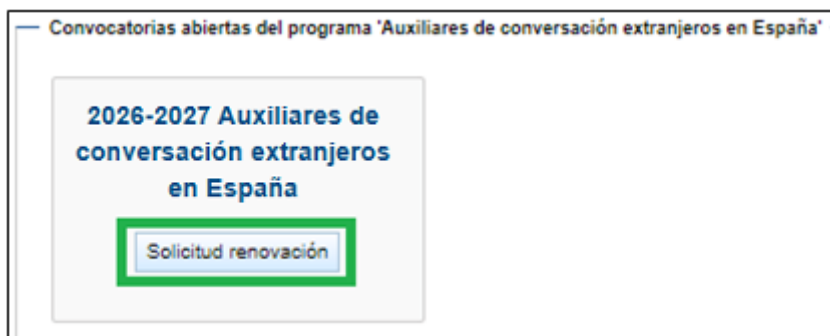 Convocatorias abiertas del programa 'Auxiliares de conversación extranjeros en España'
2026-2027 Auxiliares de
conversación extranjeros
en España
Solicitud renovación